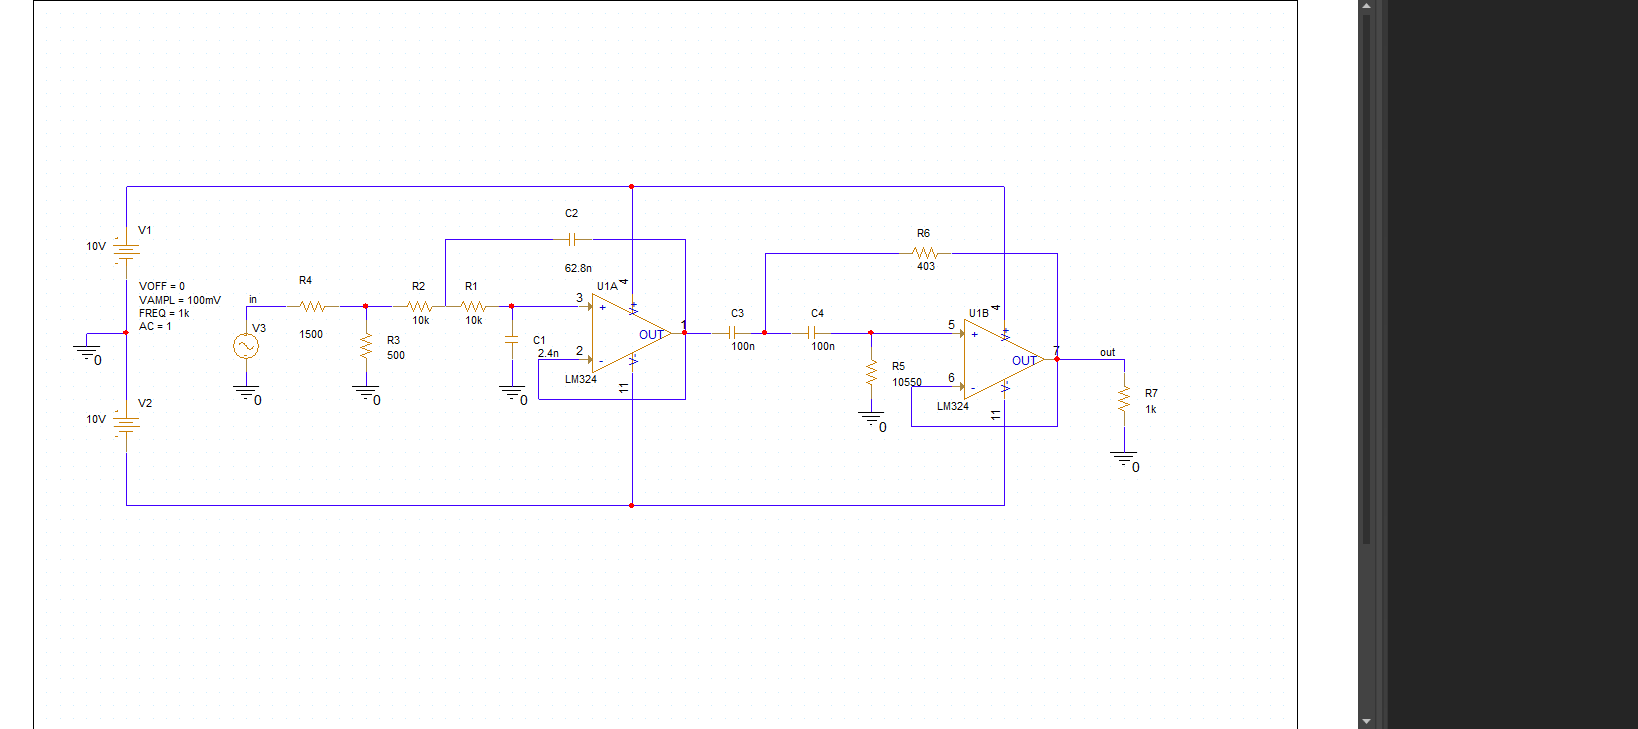 V1
10V
VOFF = 0
VAMPL = 100mV
FREQ = 1k
AC = 1
0
V2
10V
in
V3
0
R4
1500
R3
500
0
R2
10k
R1
10k
C2
62.8n
C1
2.4n
0
U1A
3
+
2
-
4
V+
OUT
1
V-
11
LM324
C3
100n
C4
100n
R6
403
R5
10550
0
U1B
5
+
6
-
4
V+
OUT
7
V-
11
LM324
out
R7
1k
0